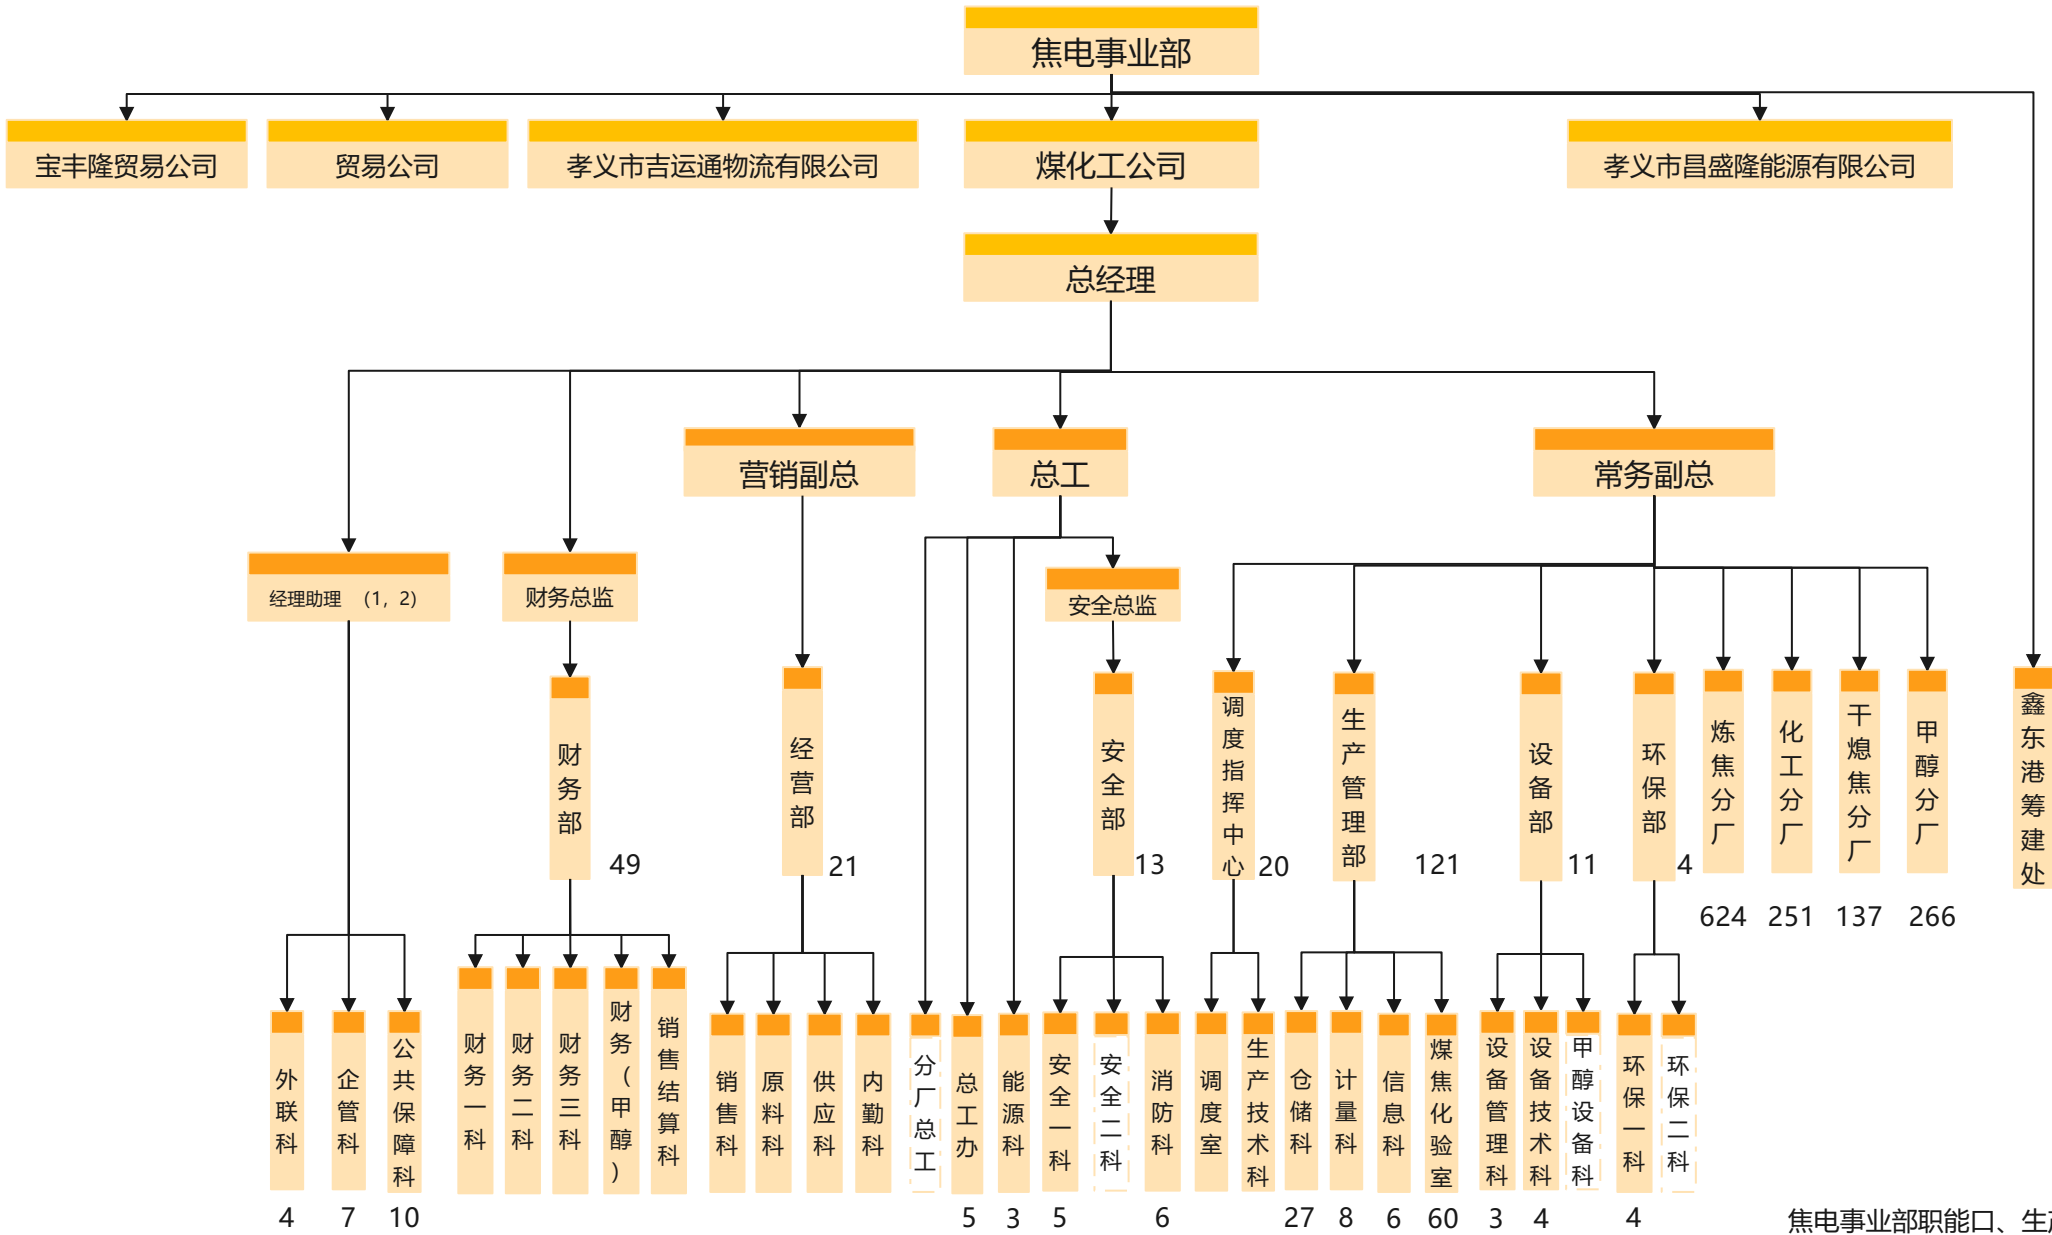 焦电事业部
宝丰隆贸易公司
贸易公司
孝义市吉运通物流有限公司
煤化工公司
孝义市昌盛隆能源有限公司
总经理
营销副总
总工
常务副总
经理助理 （1，2）
财务总监
安全总监
财务部
49
经营部
21
安全部
13
调度指挥中心
20
生产管理部
121
设备部
11
环保部
4
炼焦分厂
化工分厂
干熄焦分厂
甲醇分厂
鑫东港筹建处
624
251
137
266
外联科
企管科
公共保障科
财务一科
财务二科
财务三科
财务（甲醇）
销售结算科
销售科
原料科
供应科
内勤科
分厂总工
总工办
能源科
安全一科
安全二科
消防科
调度室
生产技术科
仓储科
计量科
信息科
煤焦化验室
设备管理科
设备技术科
甲醇设备科
环保一科
环保二科
4
7
10
5
3
5
6
27
8
6
60
3
4
4
焦电事业部职能口、生